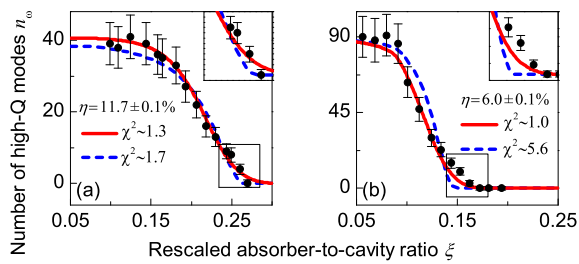 Number of high-Q modes n_ω
40
20
0
η=11.7±0.1%
χ²~1.3
χ²~1.7
(a)
0.05 0.15 0.25
90
45
0
η=6.0±0.1%
χ²~1.0
χ²~5.6
(b)
0.05 0.15 0.25
Rescaled absorber-to-cavity ratio ξ